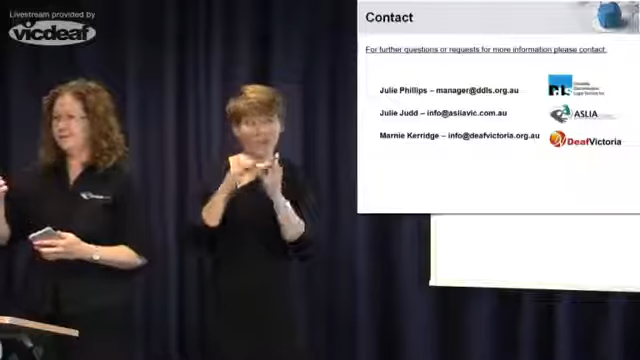 Livestream provided by
vicdeaf
Contact
For further questions or requests for more information please contact.
Julie Phillips – manager@ddls.org.au
Julie Judd – info@asliavic.com.au
ASLIA
Marnie Kerridge – info@deafvictoria.org.au
DeafVictoria